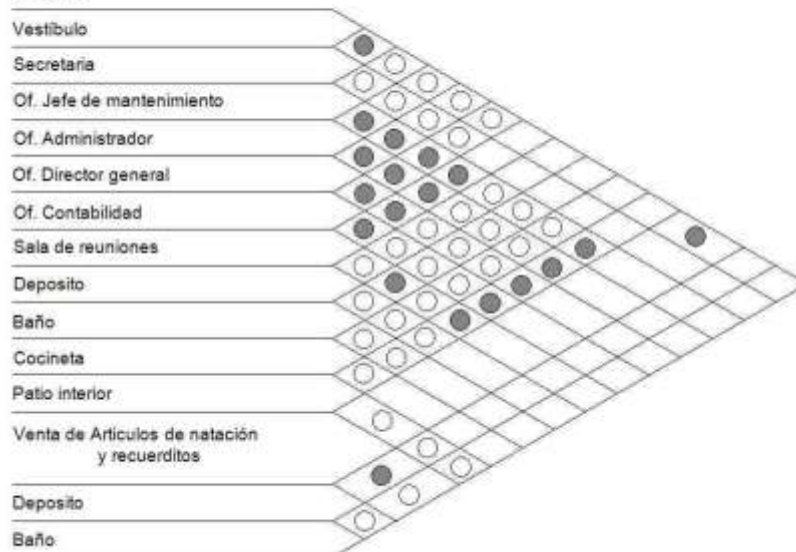 Vestíbulo
Secretaria
Of. Jefe de mantenimiento
Of. Administrador
Of. Director general
Of. Contabilidad
Sala de reuniones
Deposito
Baño
Cocineta
Patio interior
Venta de Artículos de natación
y recuerditos
Deposito
Baño